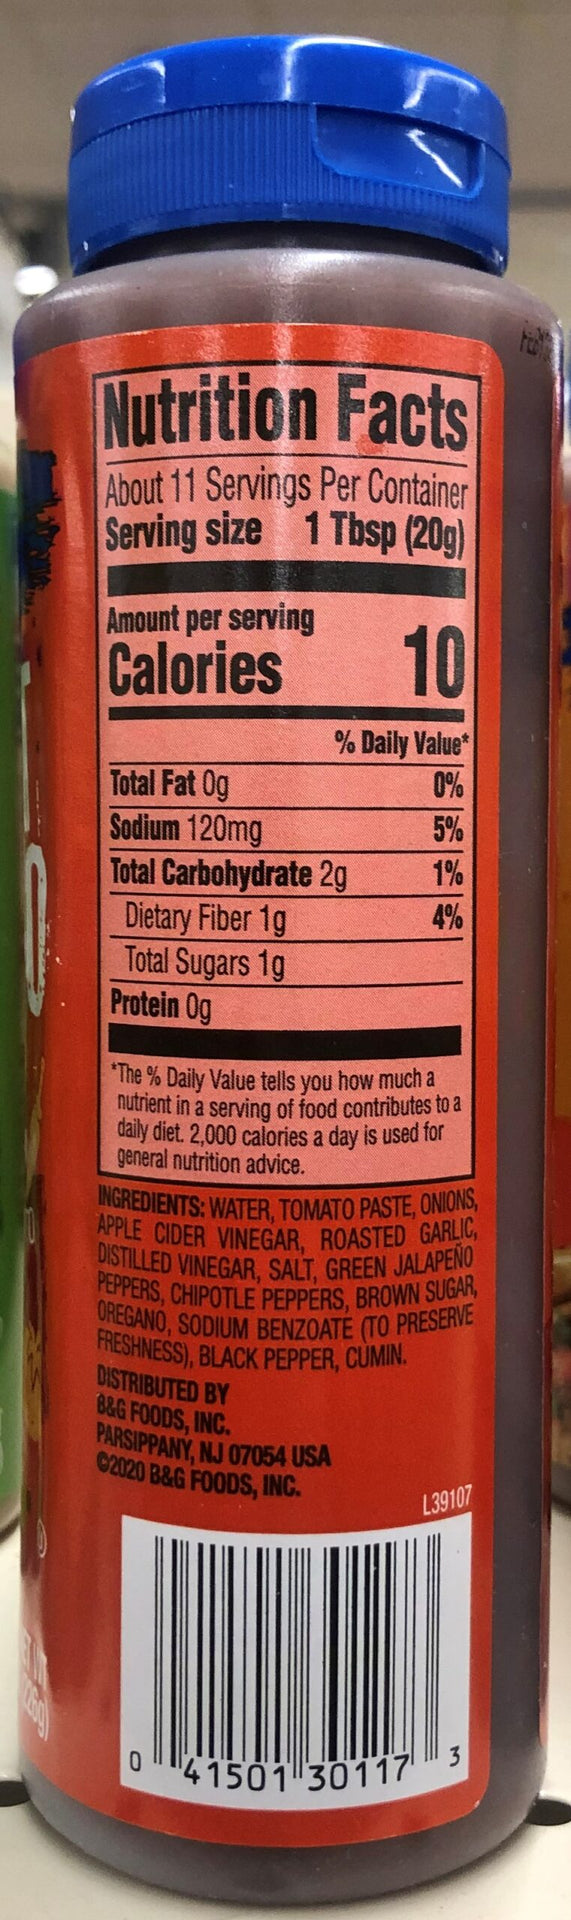 Nutrition Facts
About 11 Servings Per Container
Serving size 1 Tbsp (20g)
Amount per serving
Calories 10
% Daily Value*
Total Fat 0g 0%
Sodium 120mg 5%
Total Carbohydrate 2g 1%
Dietary Fiber 1g 4%
Total Sugars 1g
Protein 0g
*The % Daily Value tells you how much a
nutrient in a serving of food contributes to a
daily diet. 2,000 calories a day is used for
general nutrition advice.
INGREDIENTS: WATER, TOMATO PASTE, ONIONS,
APPLE CIDER VINEGAR, ROASTED GARLIC,
DISTILLED VINEGAR, SALT, GREEN JALAPEÑO
PEPPERS, CHIPOTLE PEPPERS, BROWN SUGAR,
OREGANO, SODIUM BENZOATE (TO PRESERVE
FRESHNESS), BLACK PEPPER, CUMIN.
DISTRIBUTED BY
B&G FOODS, INC.
PARSIPPANY, NJ 07054 USA
©2020 B&G FOODS, INC.
L39107
0 41501 30117 3